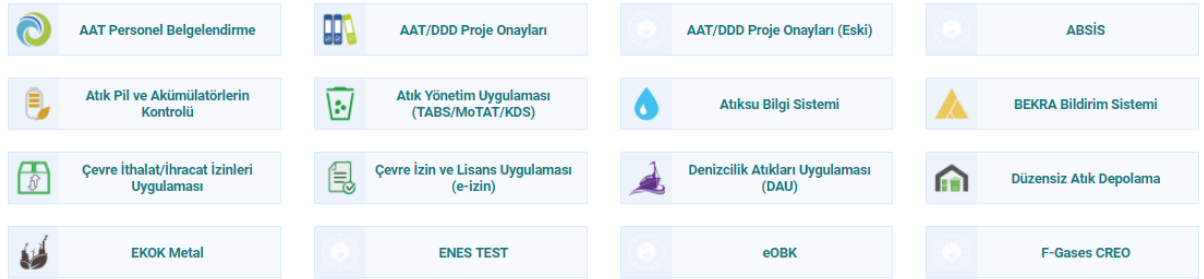 AAT Personel Belgelendirme
AAT/DDD Proje Onayları
AAT/DDD Proje Onayları (Eski)
ABSİS
Atık Pil ve Akümülatörlerin
Kontrolü
Atık Yönetim Uygulaması
(TABS/MoTAT/KDS)
Atıksu Bilgi Sistemi
BEKRA Bildirim Sistemi
Çevre İthalat/İhracat İzinleri
Uygulaması
Çevre İzin ve Lisans Uygulaması
(e-izin)
Denizcilik Atıkları Uygulaması
(DAU)
Düzensiz Atık Depolama
EKOK Metal
ENES TEST
eOBK
F-Gases CREO